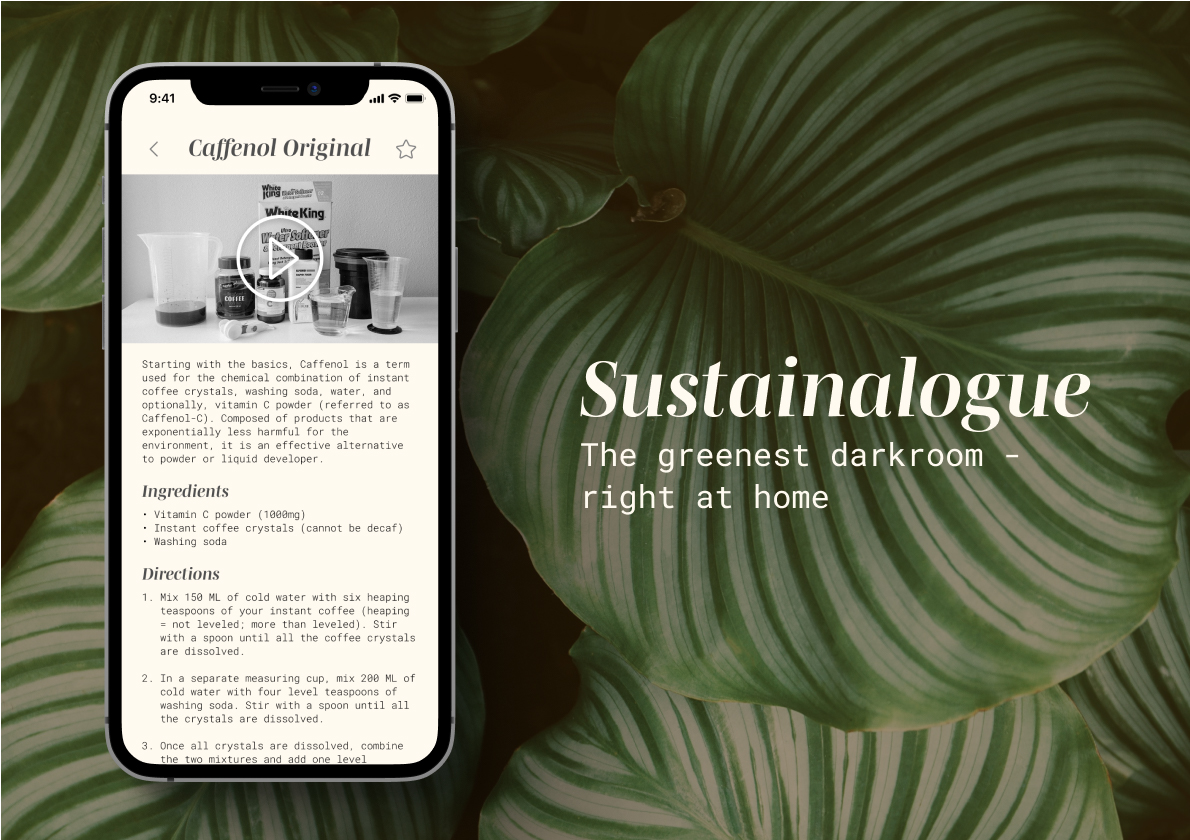 9:41
Caffenol Original
White King
Water Softener
White King
Ultra
Water Softener
COFFEE
Starting with the basics, Caffenol is a term
used for the chemical combination of instant
coffee crystals, washing soda, water, and
optionally, vitamin C powder (referred to as
Caffenol-C). Composed of products that are
exponentially less harmful for the
environment, it is an effective alternative
to powder or liquid developer.
Ingredients
• Vitamin C powder (1000mg)
• Instant coffee crystals (cannot be decaf)
• Washing soda
Directions
1. Mix 150 ML of cold water with six heaping
teaspoons of your instant coffee (heaping
= not leveled; more than leveled). Stir
with a spoon until all the coffee crystals
are dissolved.
2. In a separate measuring cup, mix 200 ML of
cold water with four level teaspoons of
washing soda. Stir with a spoon until all
the crystals are dissolved.
3. Once all crystals are dissolved, combine
the two mixtures and add one level
Sustainalogue
The greenest darkroom -
right at home